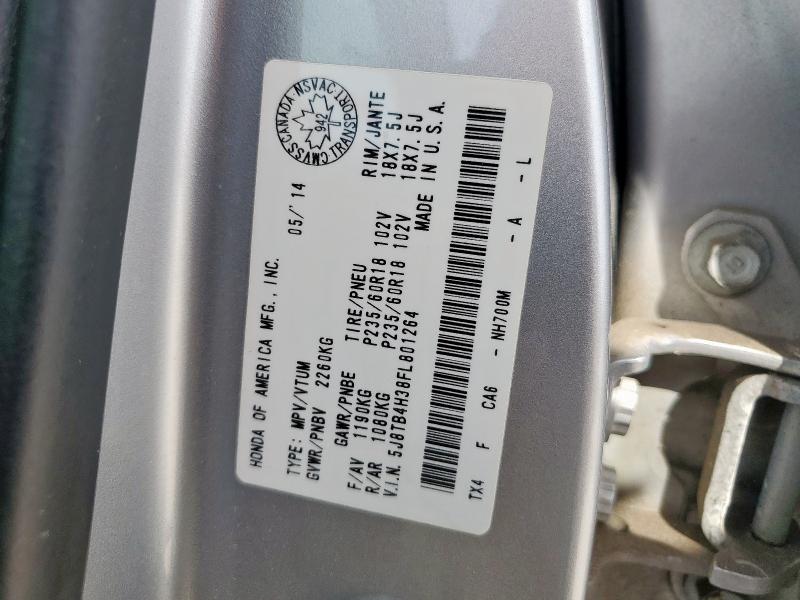 CMVSS CANADA NSVAC TRANSPORT
942
HONDA OF AMERICA MFG., INC. 05/'14
TYPE: MPV/VTUM
GVWR/PNBV 2260KG
GAWR/PNBE TIRE/PNEU RIM/JANTE
F/AV 1190KG P235/60R18 102V 18X7.5J
R/AR 1080KG P235/60R18 102V 18X7.5J
V.I.N. 5J8TB4H38FL801264 MADE IN U.S.A.
TX4 F CA6 - NH700M - A - L